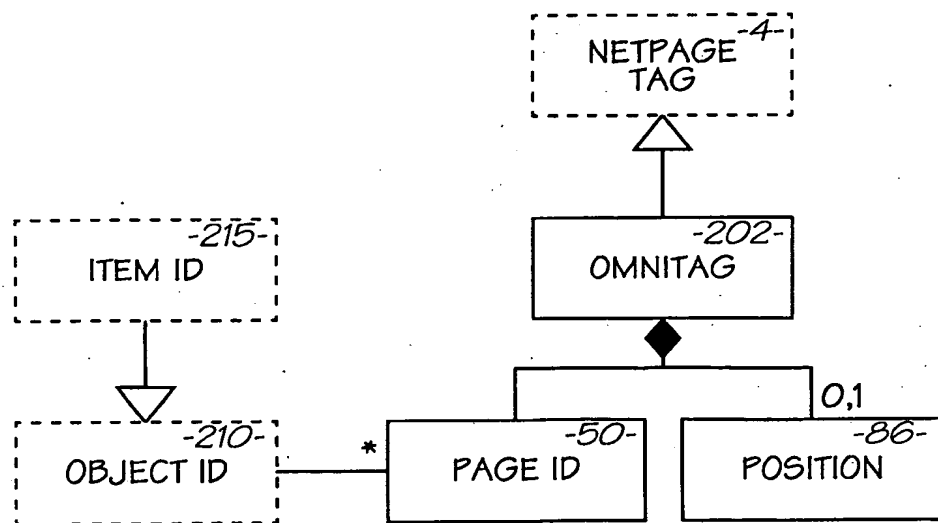 -4-
NETPAGE
TAG
-215-
ITEM ID
-202-
OMNITAG
0,1
-210-
OBJECT ID
*
-50-
PAGE ID
-86-
POSITION